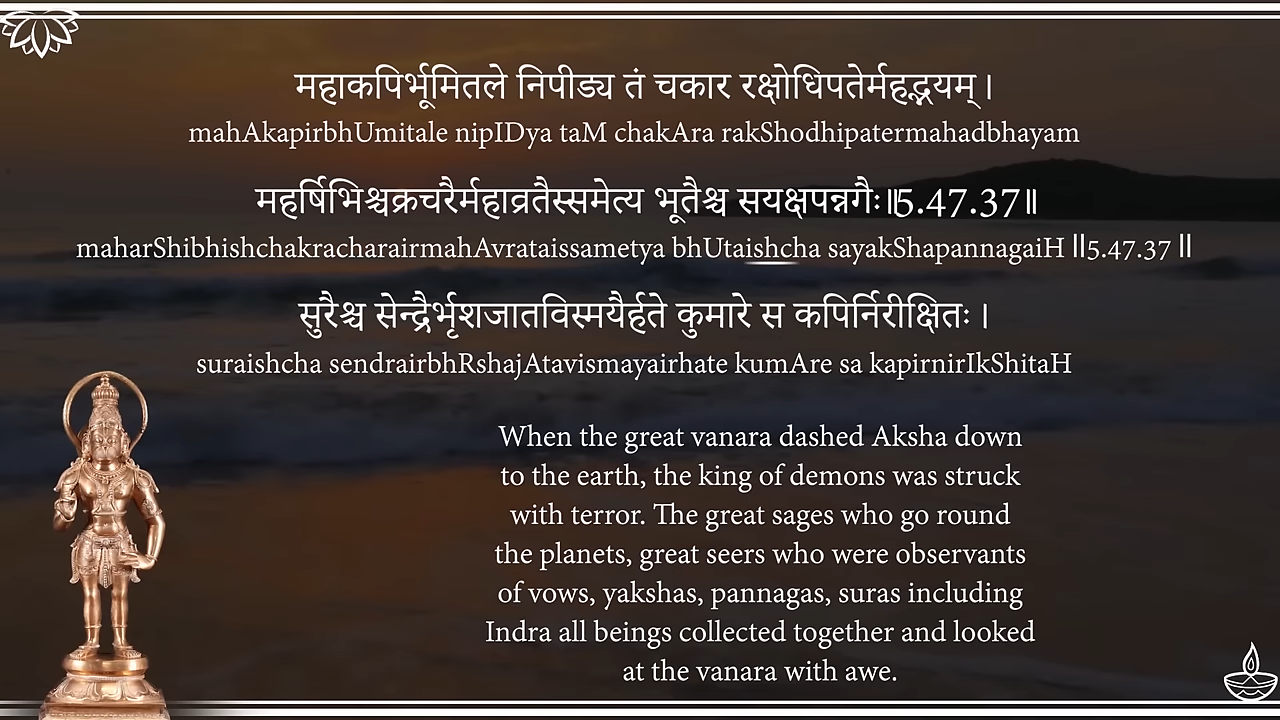 महाकपिर्भूमितले निपीड्य तं चकार रक्षोधिपतेर्महद्भयम् ।
mahAkapirbhUmitale nipIDya taM chakAra rakShodhipatermahadbhayam
महर्षिभिश्चक्रचरैर्महाव्रतैस्समेत्य भूतैश्च सयक्षपन्नगैः॥5.47.37॥
maharShibhishchakracharairmahAvrataissametya bhUtaishcha sayakShapannagaiH ॥5.47.37 ॥
सुरैश्च सेन्द्रैर्भृशजातविस्मयैर्हते कुमारे स कपिर्निरीक्षितः ।
suraishcha sendrairbhRshajAtavismayairhate kumAre sa kapirnirIkShitaH
When the great vanara dashed Aksha down
to the earth, the king of demons was struck
with terror. The great sages who go round
the planets, great seers who were observants
of vows, yakshas, pannagas, suras including
Indra all beings collected together and looked
at the vanara with awe.